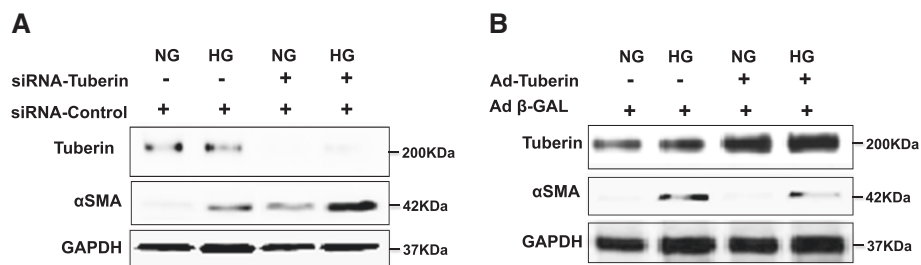 A
NG HG NG HG
siRNA-Tuberin - - + +
siRNA-Control + + + +
Tuberin 200KDa
αSMA 42KDa
GAPDH 37KDa
B
NG HG NG HG
Ad-Tuberin - - + +
Ad β-GAL + + + +
Tuberin 200KDa
αSMA 42KDa
GAPDH 37KDa